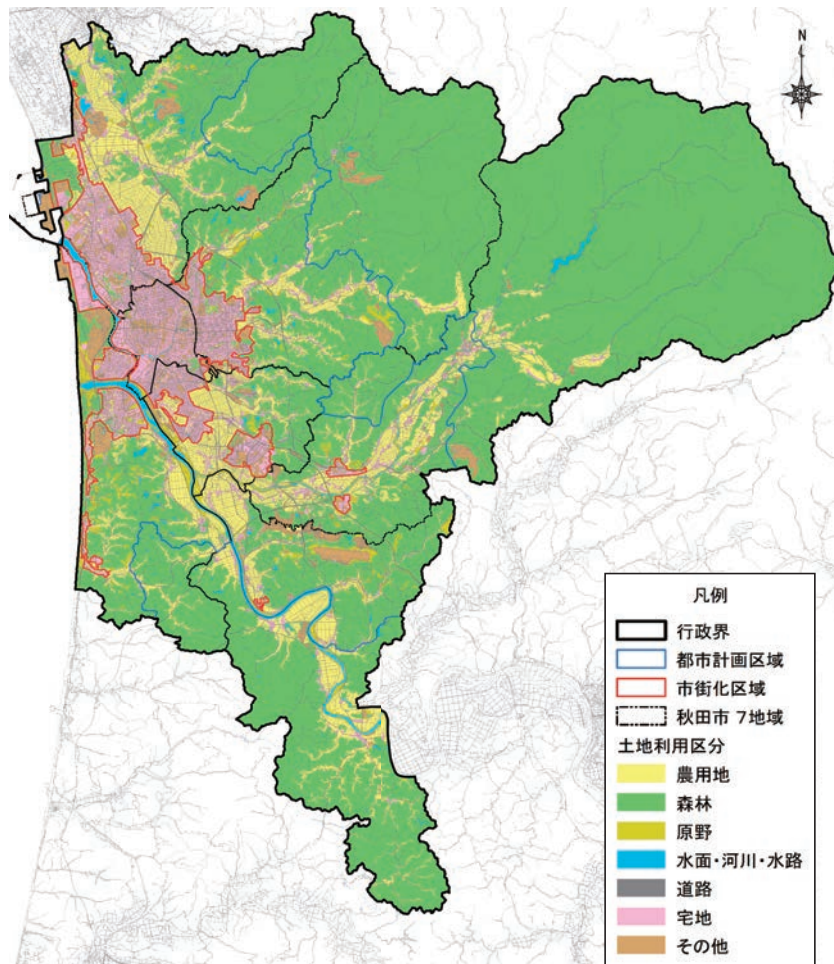 N
凡例
行政界
都市計画区域
市街化区域
秋田市 7地域
土地利用区分
農用地
森林
原野
水面・河川・水路
道路
宅地
その他